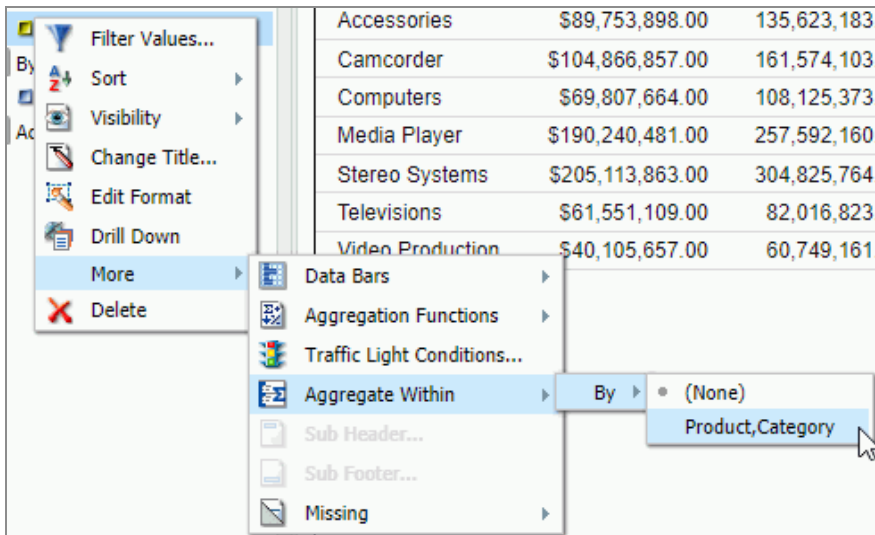 By
Ac
Filter Values...
Sort
Visibility
Change Title...
Edit Format
Drill Down
More
Delete
Accessories $89,753,898.00 135,623,183
Camcorder $104,866,857.00 161,574,103
Computers $69,807,664.00 108,125,373
Media Player $190,240,481.00 257,592,160
Stereo Systems $205,113,863.00 304,825,764
Televisions $61,551,109.00 82,016,823
Video Production $40,105,657.00 60,749,161
Data Bars
Aggregation Functions
Traffic Light Conditions...
Aggregate Within
Sub Header...
Sub Footer...
Missing
By
(None)
Product,Category